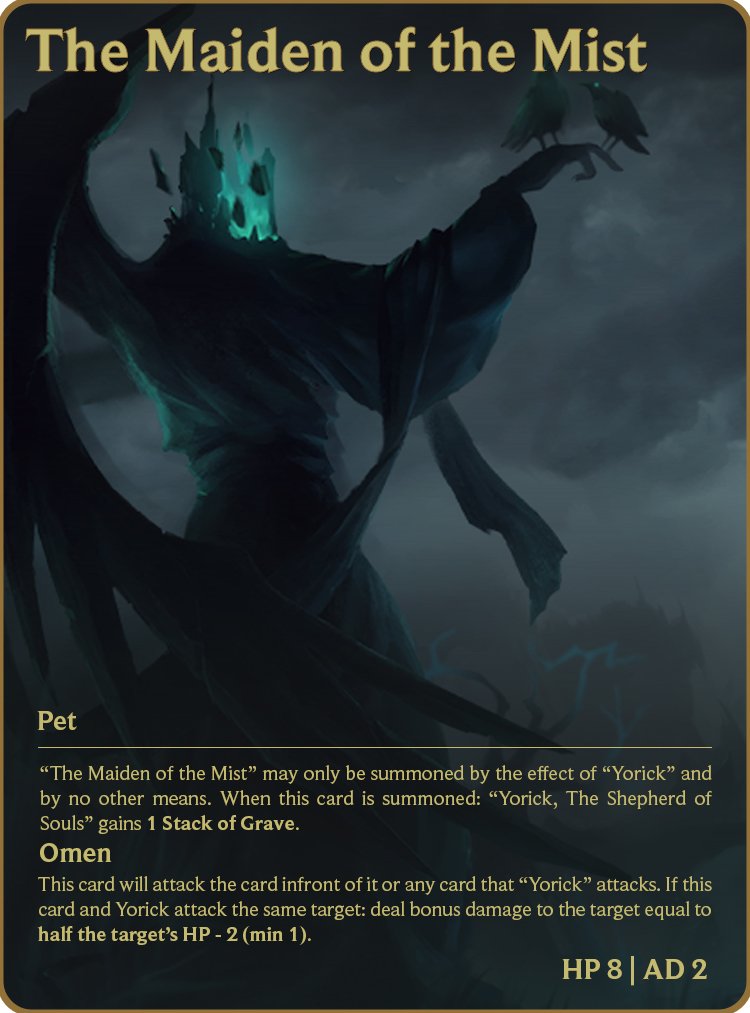 The Maiden of the Mist
Pet
“The Maiden of the Mist” may only be summoned by the effect of “Yorick” and
by no other means. When this card is summoned: “Yorick, The Shepherd of
Souls” gains 1 Stack of Grave.
Omen
This card will attack the card infront of it or any card that “Yorick” attacks. If this
card and Yorick attack the same target: deal bonus damage to the target equal to
half the target’s HP - 2 (min 1).
HP 8 | AD 2